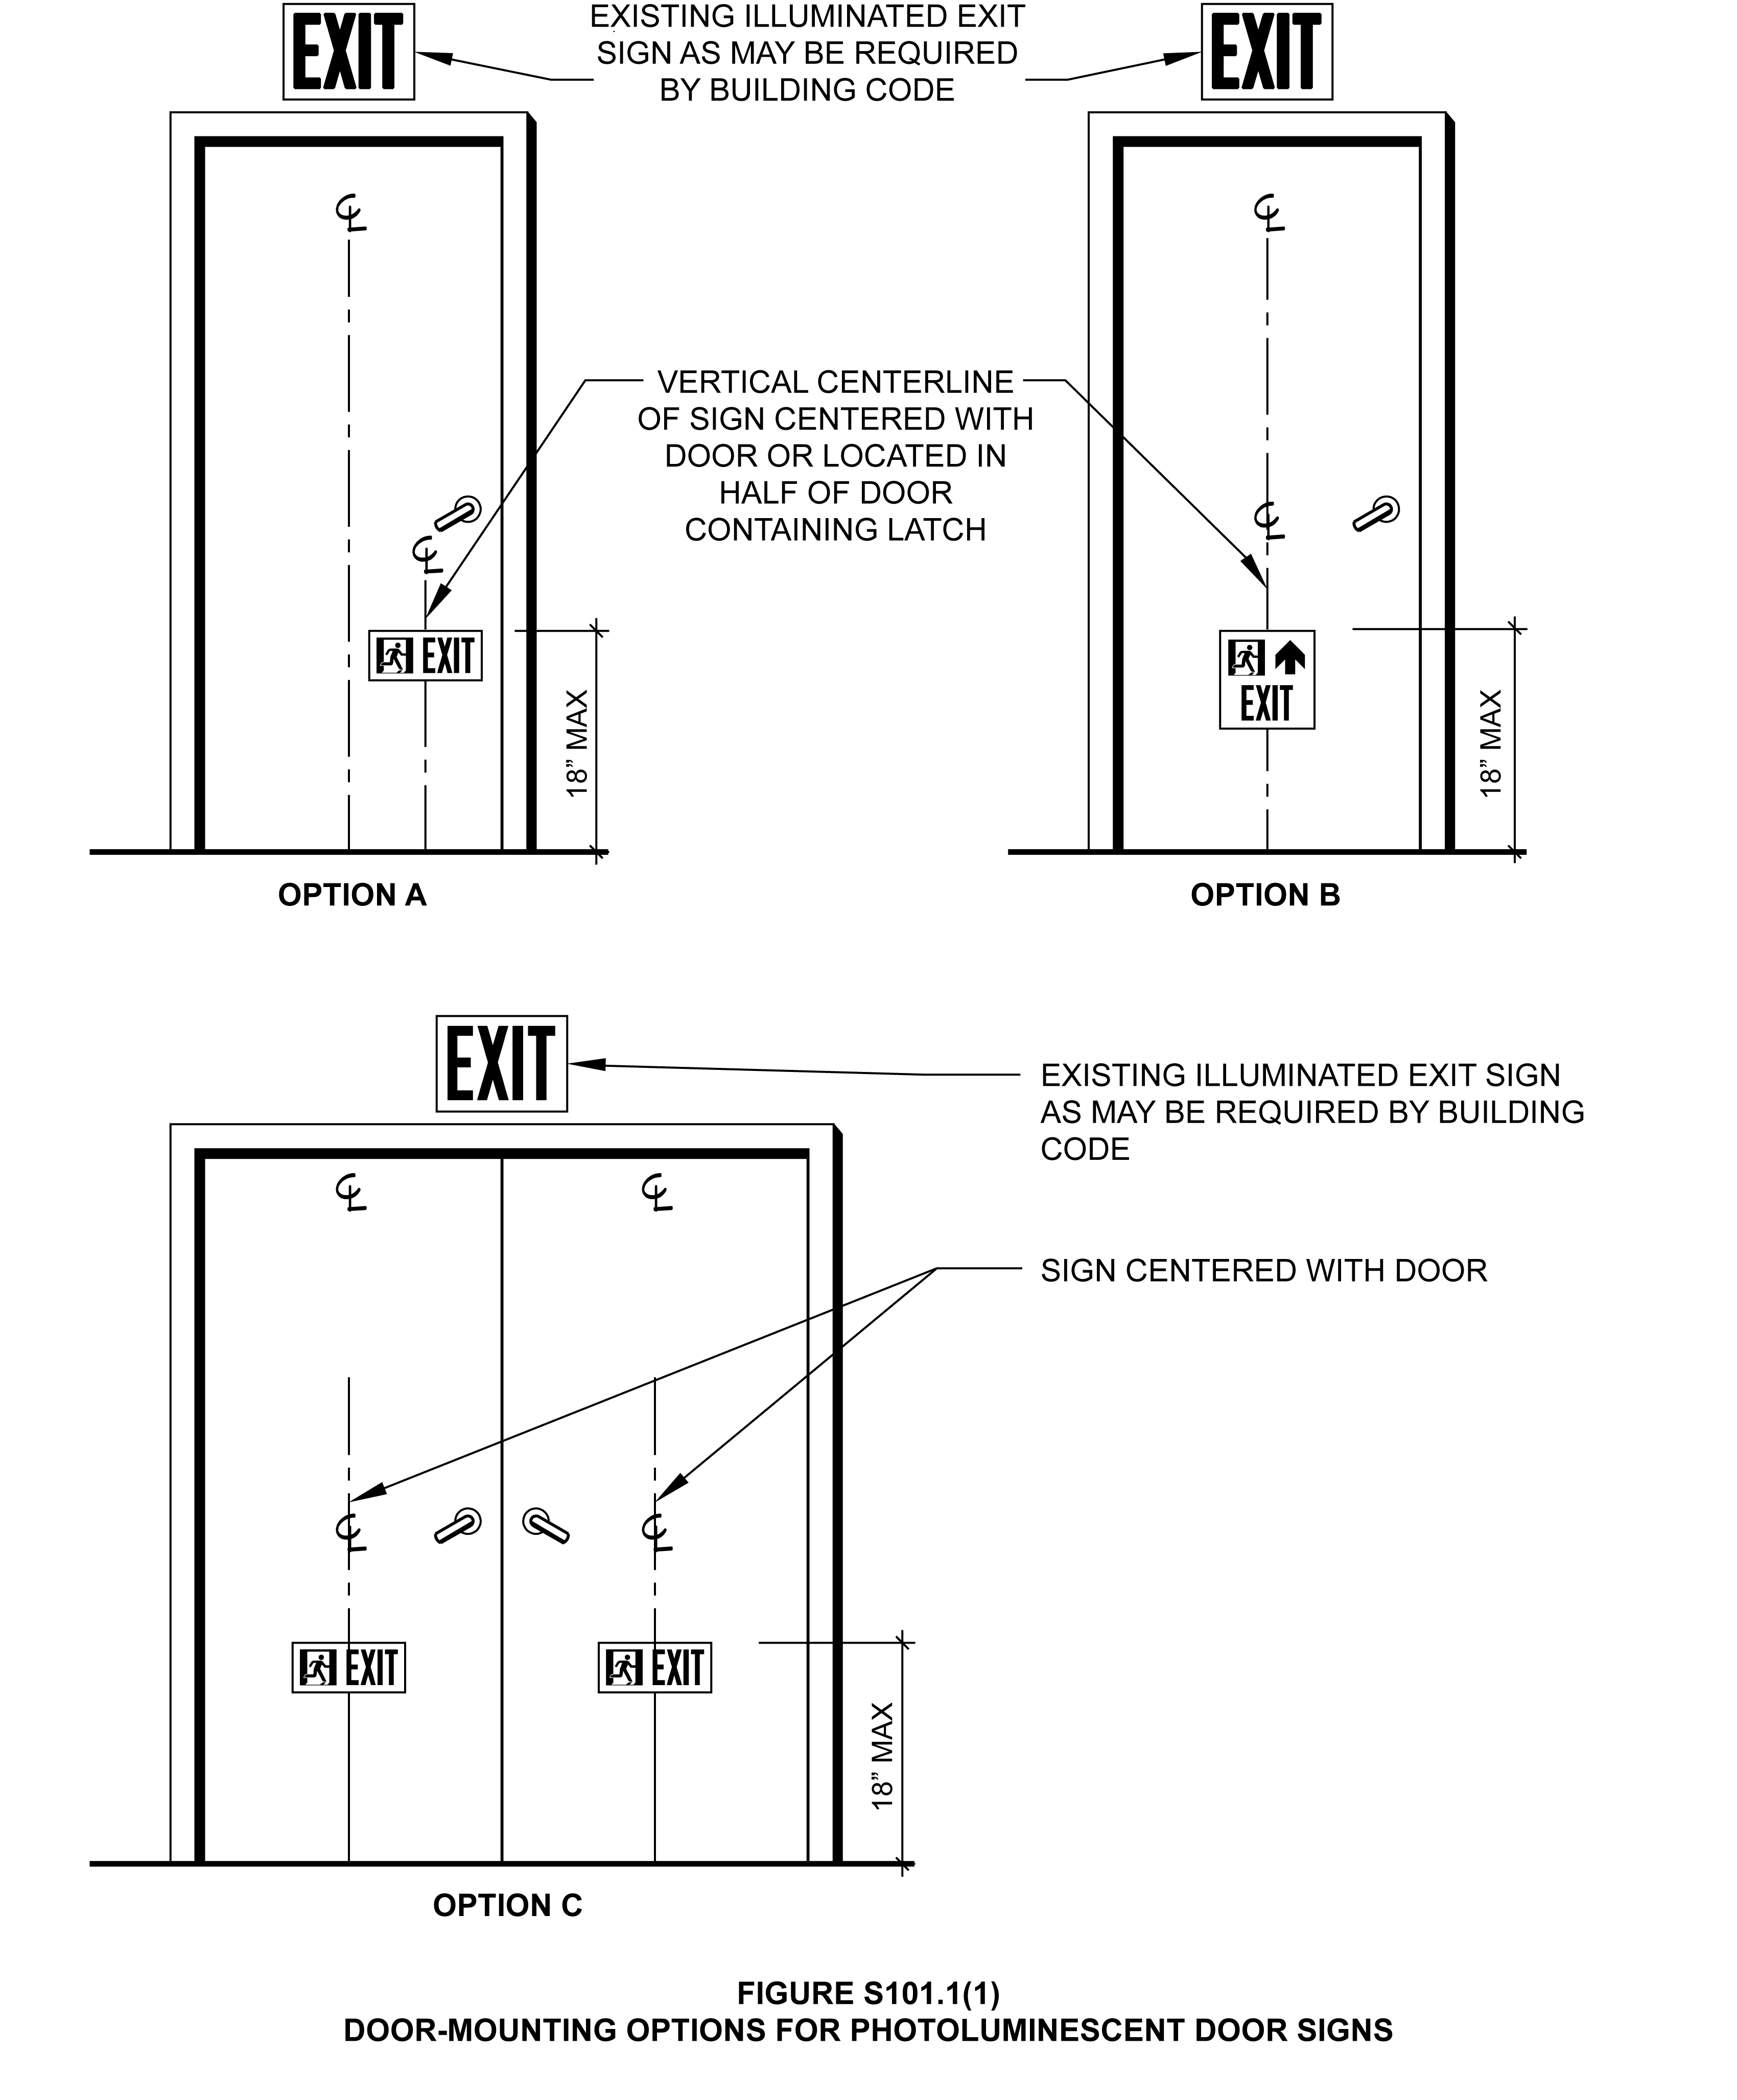 EXIT
EXISTING ILLUMINATED EXIT
SIGN AS MAY BE REQUIRED
BY BUILDING CODE
EXIT
℄
℄
VERTICAL CENTERLINE
OF SIGN CENTERED WITH
DOOR OR LOCATED IN
HALF OF DOOR
CONTAINING LATCH
℄
℄
EXIT
18” MAX
EXIT
18” MAX
OPTION A
OPTION B
EXIT
EXISTING ILLUMINATED EXIT SIGN
AS MAY BE REQUIRED BY BUILDING
CODE
℄
℄
SIGN CENTERED WITH DOOR
℄
℄
EXIT
EXIT
18” MAX
OPTION C
FIGURE S101.1(1)
DOOR-MOUNTING OPTIONS FOR PHOTOLUMINESCENT DOOR SIGNS